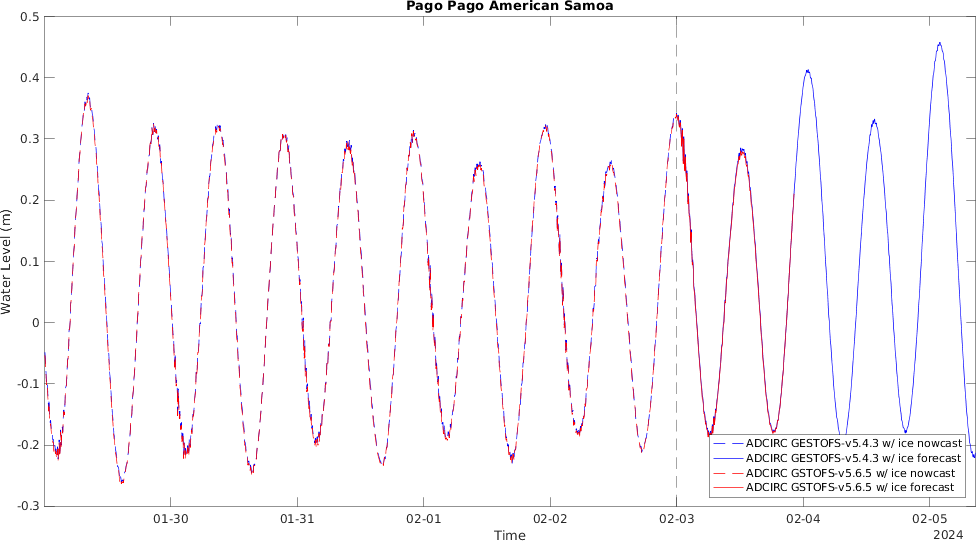 Pago Pago American Samoa
0.5
0.4
0.3
0.2
0.1
0
-0.1
-0.2
-0.3
Water Level (m)
ADCIRC GESTOFS-v5.4.3 w/ ice nowcast
ADCIRC GESTOFS-v5.4.3 w/ ice forecast
ADCIRC GSTOFS-v5.6.5 w/ ice nowcast
ADCIRC GSTOFS-v5.6.5 w/ ice forecast
01-30 01-31 02-01 02-02 02-03 02-04 02-05
Time
2024